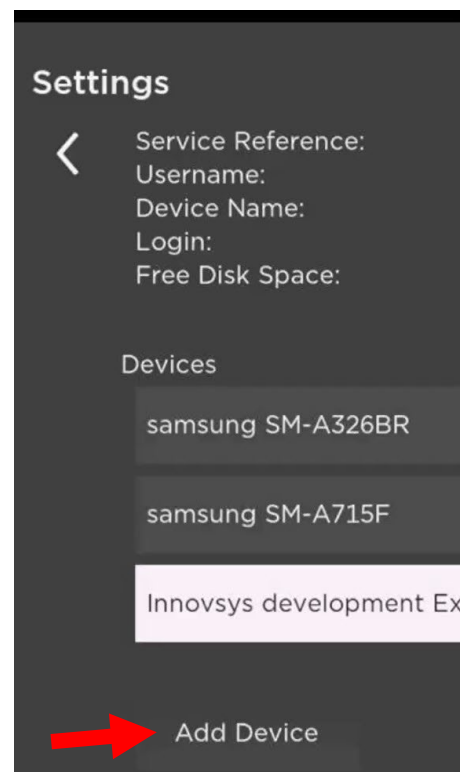 Settings
Service Reference:
Username:
Device Name:
Login:
Free Disk Space:
Devices
samsung SM-A326BR
samsung SM-A715F
Innovsys development Ex
Add Device